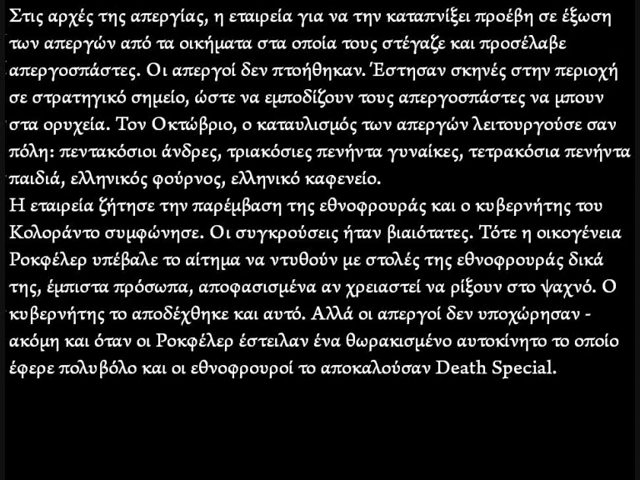 Στις αρχές της απεργίας, η εταιρεία για να την καταπνίξει προέβη σε έξωση
των απεργών από τα οικήματα στα οποία τους στέγαζε και προσέλαβε
απεργοσπάστες. Οι απεργοί δεν πτοήθηκαν. Έστησαν σκηνές στην περιοχή
σε στρατηγικό σημείο, ώστε να εμποδίζουν τους απεργοσπάστες να μπουν
στα ορυχεία. Τον Οκτώβριο, ο καταυλισμός των απεργών λειτουργούσε σαν
πόλη: πεντακόσιοι άνδρες, τριακόσιες πενήντα γυναίκες, τετρακόσια πενήντα
παιδιά, ελληνικός φούρνος, ελληνικό καφενείο.
Η εταιρεία ζήτησε την παρέμβαση της εθνοφρουράς και ο κυβερνήτης του
Κολοράντο συμφώνησε. Οι συγκρούσεις ήταν βιαιότατες. Τότε η οικογένεια
Ροκφέλερ υπέβαλε το αίτημα να ντυθούν με στολές της εθνοφρουράς δικά
της, έμπιστα πρόσωπα, αποφασισμένα αν χρειαστεί να ρίξουν στο ψαχνό. Ο
κυβερνήτης το αποδέχθηκε και αυτό. Αλλά οι απεργοί δεν υποχώρησαν -
ακόμη και όταν οι Ροκφέλερ έστειλαν ένα θωρακισμένο αυτοκίνητο το οποίο
έφερε πολυβόλο και οι εθνοφρουροί το αποκαλούσαν Death Special.